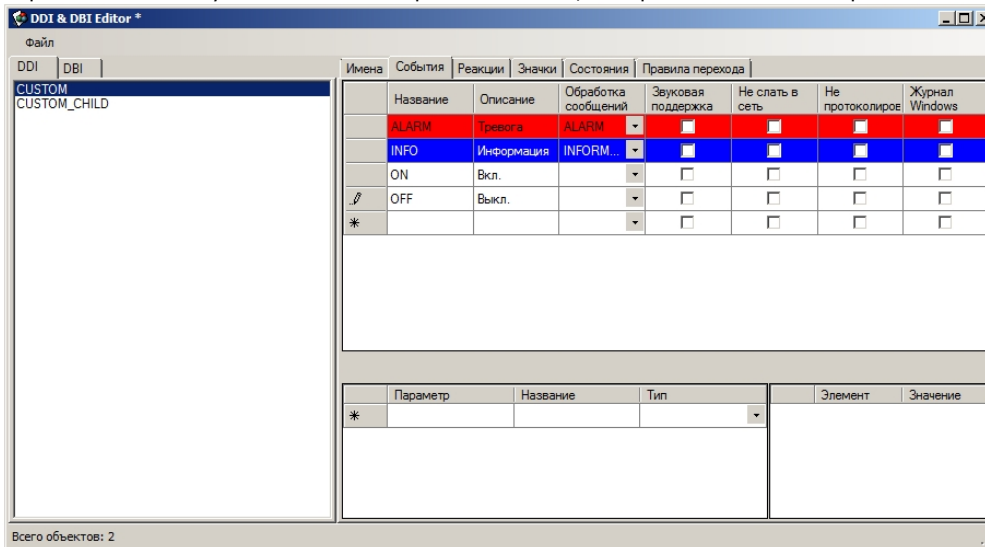 DDI & DBI Editor *
Файл
DDI DBI
CUSTOM
CUSTOM_CHILD
Имена События Реакции Значки Состояния Правила перехода
Название Описание Обработка сообщений Звуковая поддержка Не слать в сеть Не протоколиров Журнал Windows
ALARM Тревога ALARM
INFO Информация INFORM...
ON Вкл.
OFF Выкл.
Параметр Название Тип
Элемент Значение
Всего объектов: 2